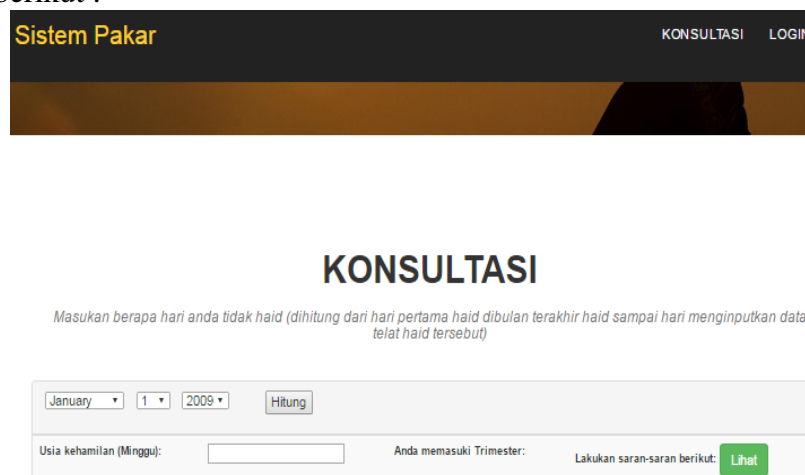 berikut :
Sistem Pakar KONSULTASI LOGIN
KONSULTASI
Masukan berapa hari anda tidak haid (dihitung dari hari pertama haid dibulan terakhir haid sampai hari menginputkan data
telat haid tersebut)
January 1 2009 Hitung
Usia kehamilan (Minggu): Anda memasuki Trimester: Lakukan saran-saran berikut: Lihat